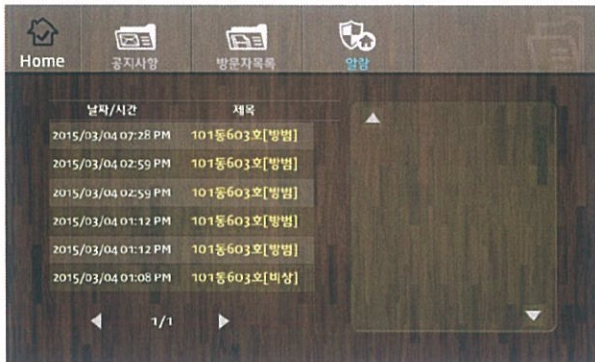 Home
공지사항
방문자목록
알람
날짜/시간 제목
2015/03/04 07:28 PM 101동603호[방범]
2015/03/04 02:59 PM 101동603호[방범]
2015/03/04 02:59 PM 101동603호[방범]
2015/03/04 01:12 PM 101동603호[방범]
2015/03/04 01:12 PM 101동603호[방범]
2015/03/04 01:08 PM 101동603호[비상]
1/1